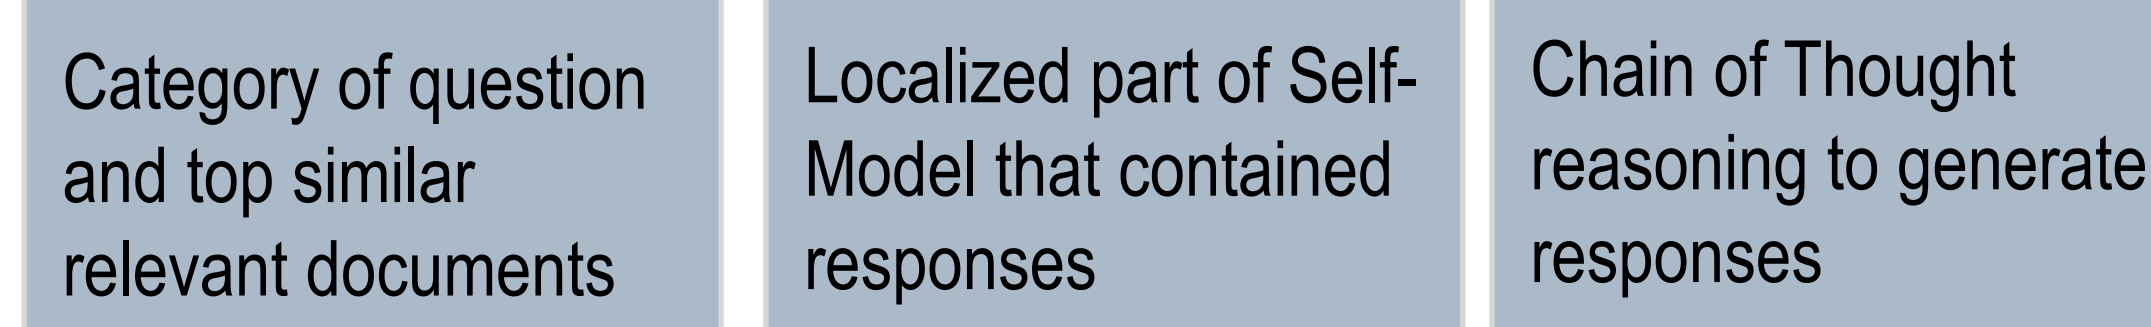 Category of question
and top similar
relevant documents
Localized part of Self-
Model that contained
responses
Chain of Thought
reasoning to generate
responses